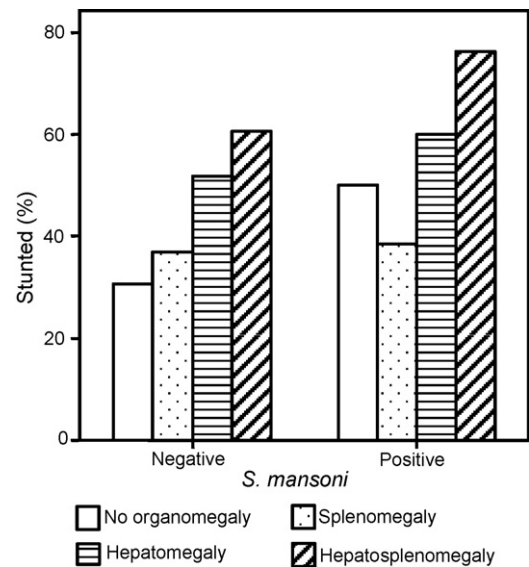 80
60
40
20
0
Stunted (%)
Negative Positive
S. mansoni
No organomegaly Splenomegaly
Hepatomegaly Hepatosplenomegaly